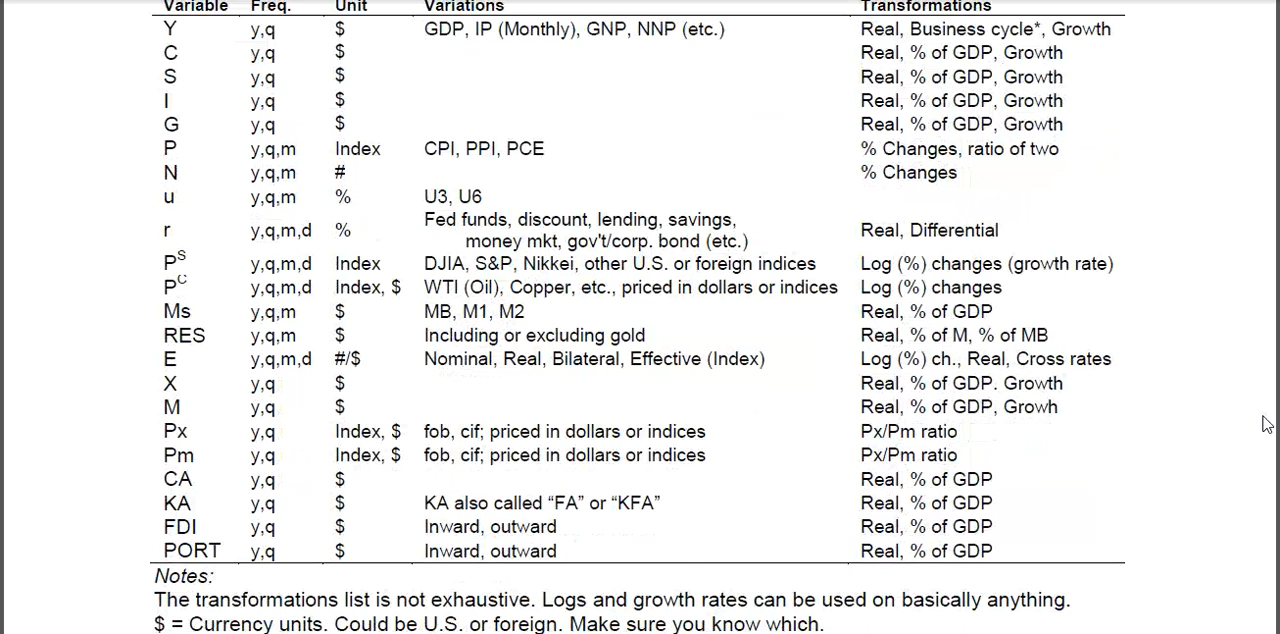 Variable Freq. Unit Variations Transformations
Y y,q $ GDP, IP (Monthly), GNP, NNP (etc.) Real, Business cycle*, Growth
C y,q $ Real, % of GDP, Growth
S y,q $ Real, % of GDP, Growth
I y,q $ Real, % of GDP, Growth
G y,q $ Real, % of GDP, Growth
P y,q,m Index CPI, PPI, PCE % Changes, ratio of two
N y,q,m # % Changes
u y,q,m % U3, U6
r y,q,m,d % Fed funds, discount, lending, savings, Real, Differential
money mkt, gov't/corp. bond (etc.)
P^S y,q,m,d Index DJIA, S&P, Nikkei, other U.S. or foreign indices Log (%) changes (growth rate)
P^C y,q,m,d Index, $ WTI (Oil), Copper, etc., priced in dollars or indices Log (%) changes
Ms y,q,m $ MB, M1, M2 Real, % of GDP
RES y,q,m $ Including or excluding gold Real, % of M, % of MB
E y,q,m,d #/$ Nominal, Real, Bilateral, Effective (Index) Log (%) ch., Real, Cross rates
X y,q $ Real, % of GDP. Growth
M y,q $ Real, % of GDP, Growh
Px y,q Index, $ fob, cif; priced in dollars or indices Px/Pm ratio
Pm y,q Index, $ fob, cif; priced in dollars or indices Px/Pm ratio
CA y,q $ Real, % of GDP
KA y,q $ KA also called “FA” or “KFA” Real, % of GDP
FDI y,q $ Inward, outward Real, % of GDP
PORT y,q $ Inward, outward Real, % of GDP
Notes:
The transformations list is not exhaustive. Logs and growth rates can be used on basically anything.
$ = Currency units. Could be U.S. or foreign. Make sure you know which.